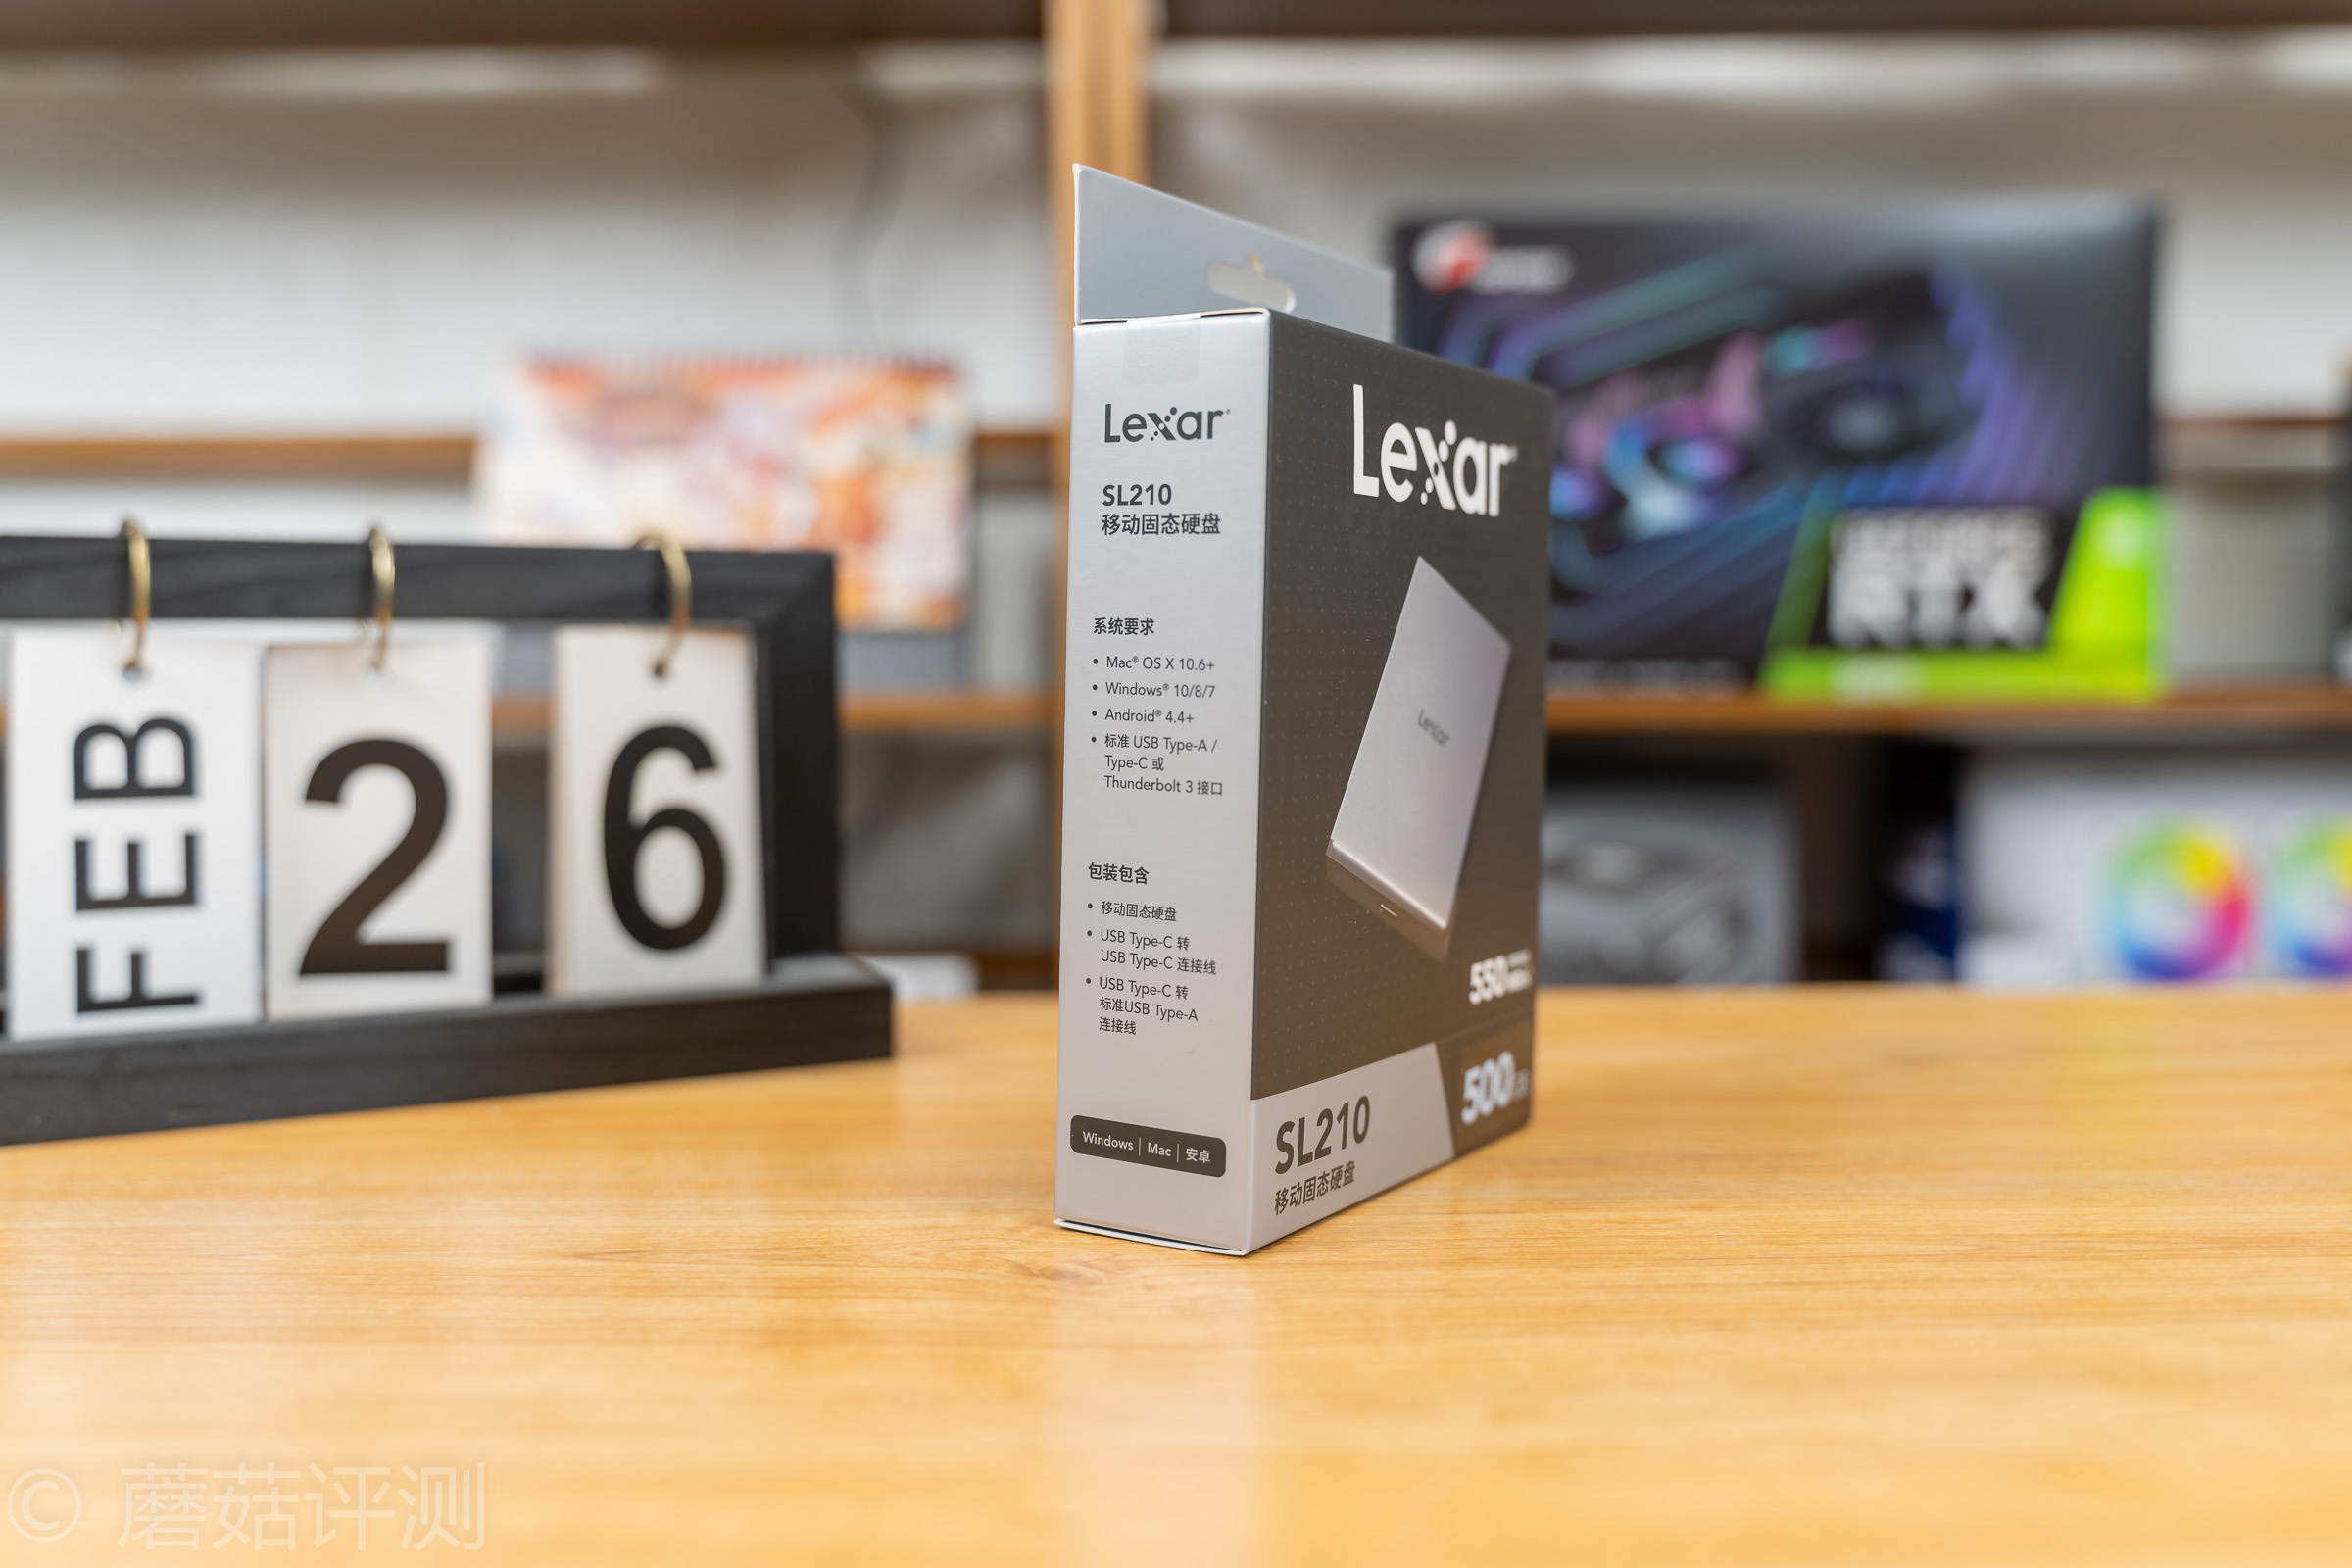 FEB
2
6
Lexar
SL210
移动固态硬盘
系统要求
• Mac® OS X 10.6+
• Windows® 10/8/7
• Android® 4.4+
• 标准 USB Type-A /
Type-C 或
Thunderbolt 3 接口
包装包含
• 移动固态硬盘
• USB Type-C 转
USB Type-C 连接线
• USB Type-C 转
标准USB Type-A
连接线
Windows | Mac | 安卓
Lexar
Lexar
550
500GB
SL210
移动固态硬盘
RTX
© 蘑菇评测